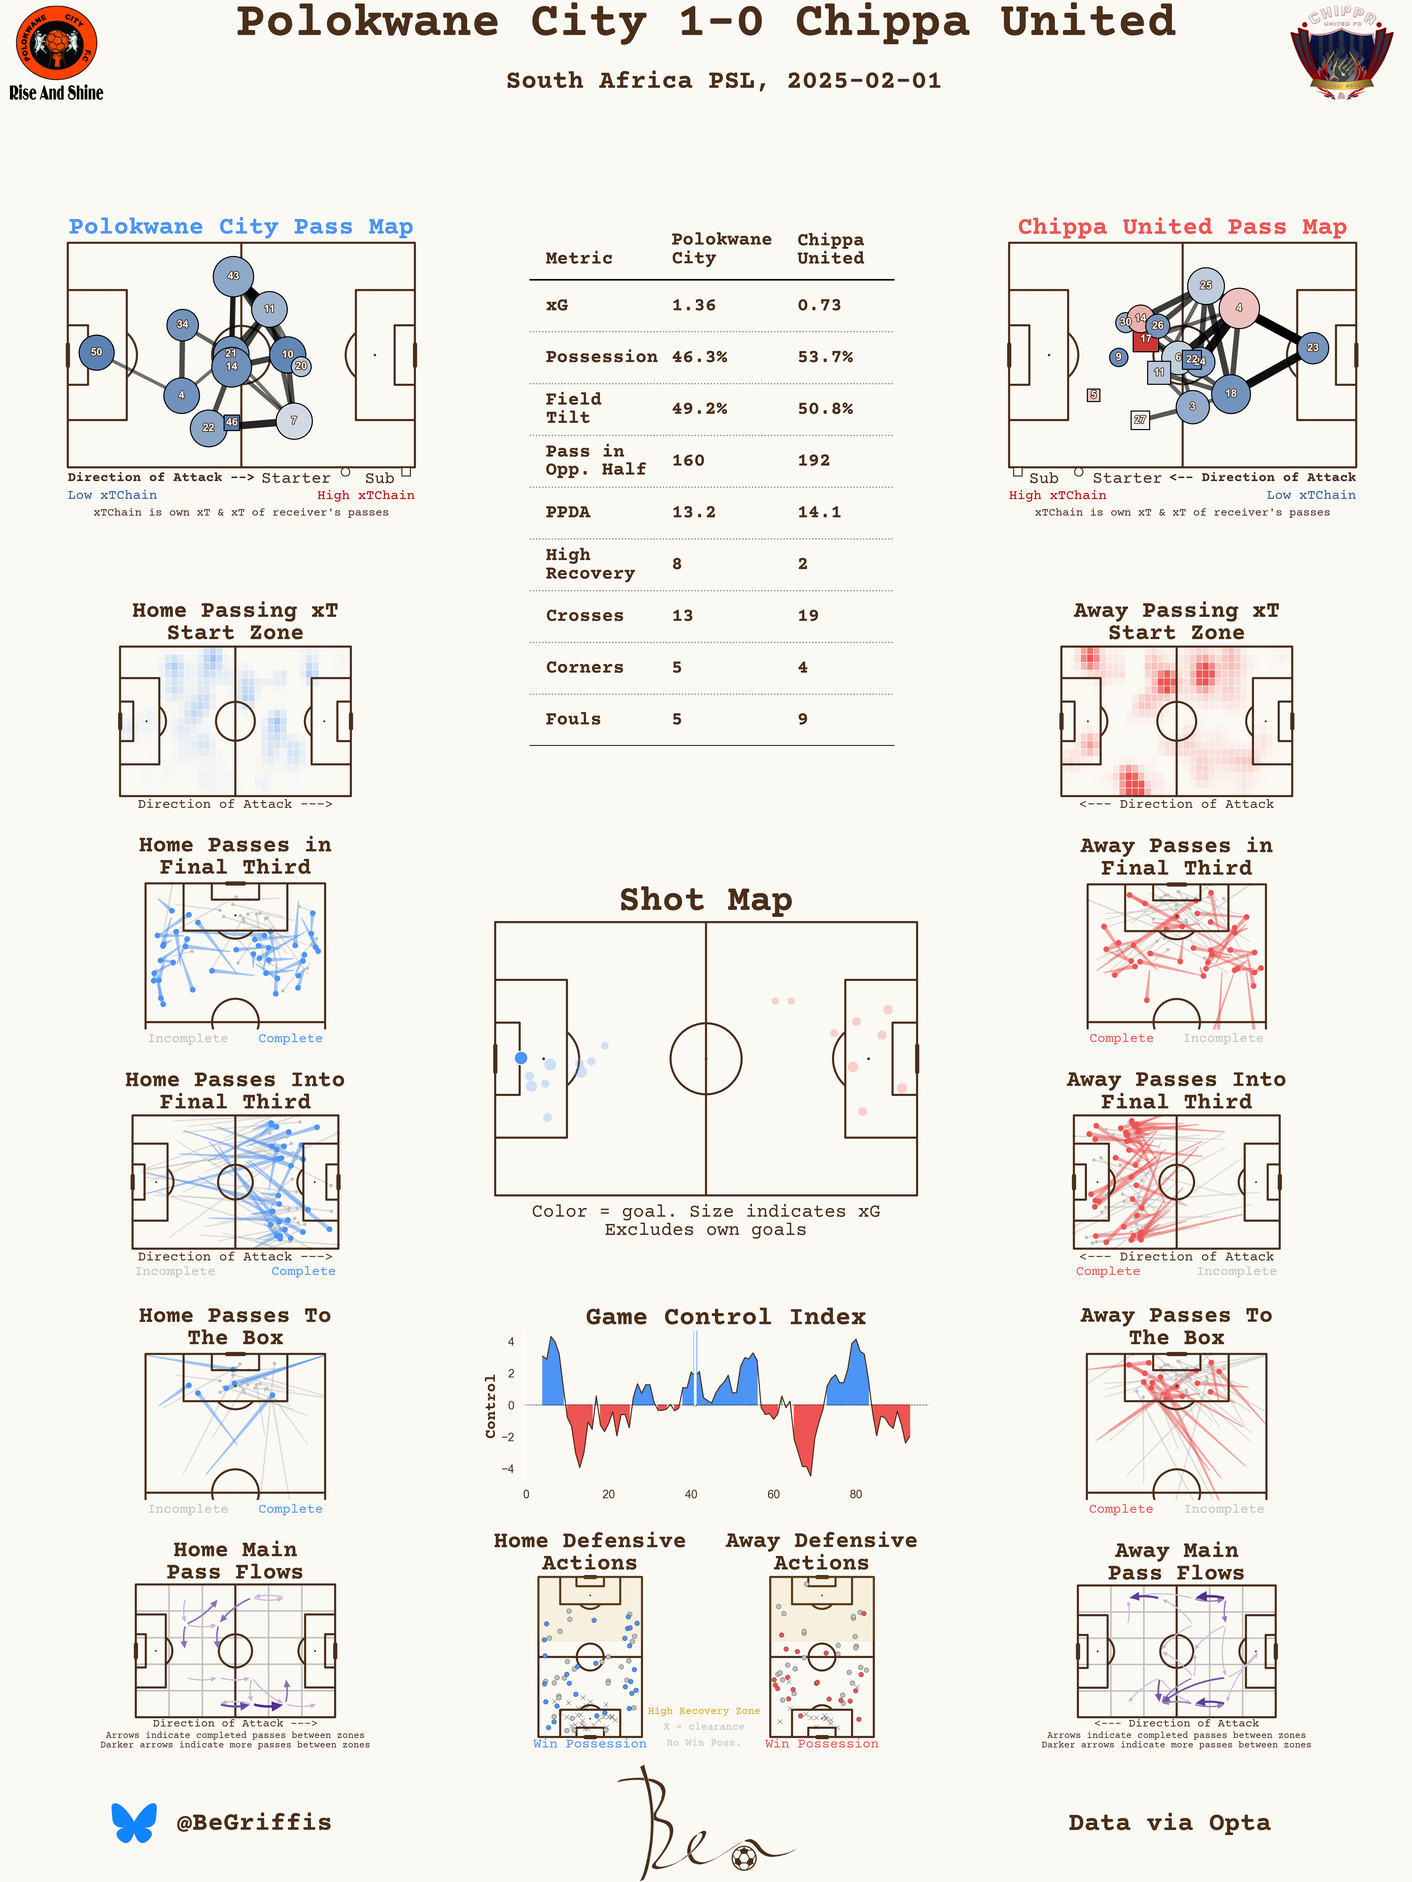 Polokwane City 1-0 Chippa United
South Africa PSL, 2025-02-01
POLOKWANE CITY F.C
Rise And Shine
CHIPPA
UNITED FC
Polokwane City Pass Map
43
11
34
50
21
10
14
20
4
22
46
7
Direction of Attack --> Starter Sub
Low xTChain High xTChain
xTChain is own xT & xT of receiver's passes
Metric Polokwane City Chippa United
xG 1.36 0.73
Possession 46.3% 53.7%
Field Tilt 49.2% 50.8%
Pass in Opp. Half 160 192
PPDA 13.2 14.1
High Recovery 8 2
Crosses 13 19
Corners 5 4
Fouls 5 9
Chippa United Pass Map
25
4
30
14
26
17
23
9
6
22
11
5
18
3
27
Sub Starter <-- Direction of Attack
High xTChain Low xTChain
xTChain is own xT & xT of receiver's passes
Home Passing xT
Start Zone
Direction of Attack --->
Away Passing xT
Start Zone
<--- Direction of Attack
Home Passes in
Final Third
Incomplete Complete
Away Passes in
Final Third
Complete Incomplete
Shot Map
Color = goal. Size indicates xG
Excludes own goals
Home Passes Into
Final Third
Direction of Attack --->
Incomplete Complete
Away Passes Into
Final Third
<--- Direction of Attack
Complete Incomplete
Home Passes To
The Box
Incomplete Complete
Game Control Index
Control
4
2
0
−2
−4
0 20 40 60 80
Away Passes To
The Box
Complete Incomplete
Home Main
Pass Flows
Direction of Attack --->
Arrows indicate completed passes between zones
Darker arrows indicate more passes between zones
Home Defensive
Actions
Win Possession
High Recovery Zone
X = clearance
No Win Poss.
Away Defensive
Actions
Win Possession
Away Main
Pass Flows
<--- Direction of Attack
Arrows indicate completed passes between zones
Darker arrows indicate more passes between zones
@BeGriffis
Ben
Data via Opta